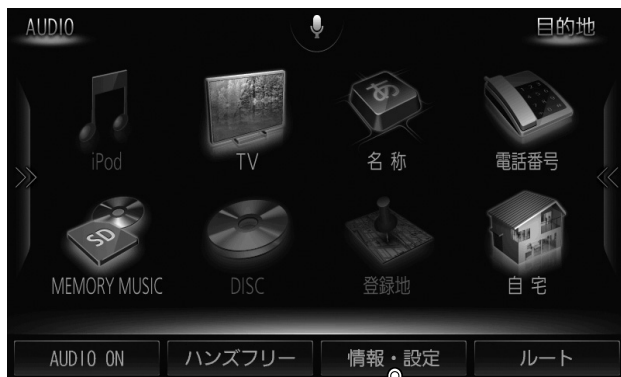 AUDIO 目的地
iPod TV 名称 電話番号
SD
MEMORY MUSIC DISC 登録地 自宅
AUDIO ON ハンズフリー 情報・設定 ルート